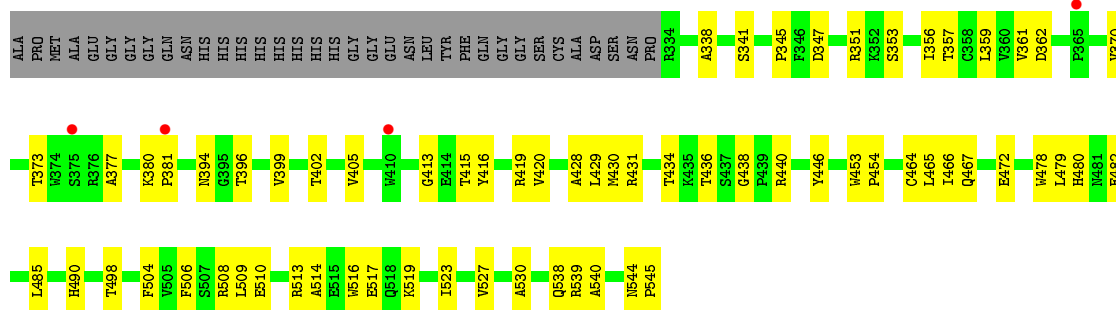 ALA PRO MET ALA GLU GLY GLY GLY GLN ASN HIS HIS HIS HIS HIS HIS HIS HIS GLY GLY GLU ASN LEU TYR PHE GLN GLY GLY SER CYS ALA ASP SER ASN PRO R334 A338 S341 P345 F346 D347 R351 K352 S353 I356 T357 C358 L359 V360 V361 D362 P365
T373 W374 S375 R376 A377 K380 P381 N394 G395 T396 V399 T402 V405 W410 G413 E414 T415 Y416 R419 V420 A428 L429 M430 R431 T434 K435 T436 S437 G438 P439 R440 Y446 W453 P454 C464 L465 I466 Q467 E472 W478 L479 H480 N481
L485 H490 T498 F504 V505 F506 S507 R508 L509 E510 R513 A514 E515 W516 E517 Q518 K519 I523 V527 A530 Q538 R539 A540 N544 P545